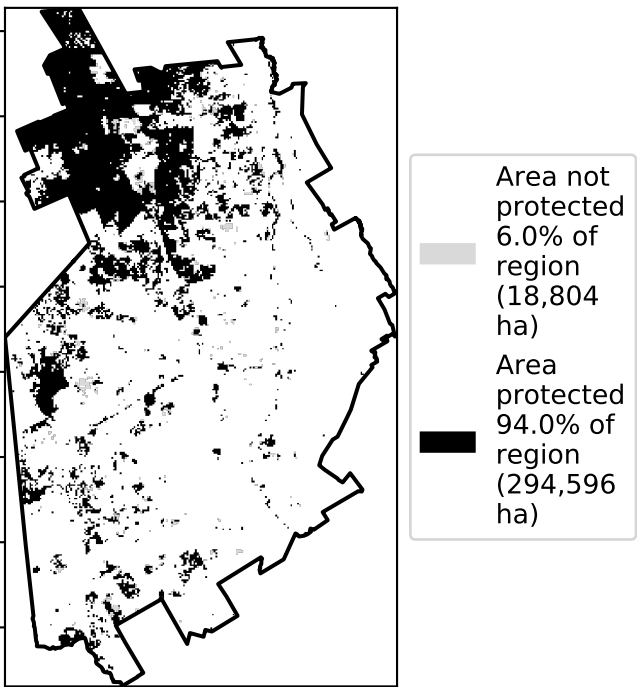 Area not
protected
6.0% of
region
(18,804
ha)
Area
protected
94.0% of
region
(294,596
ha)